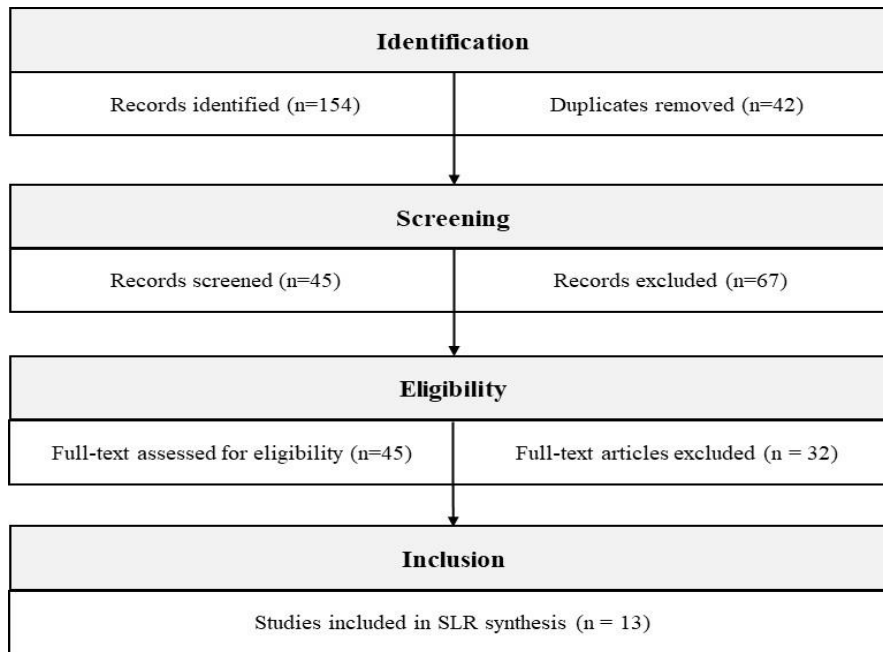 Identification
Records identified (n=154)
Duplicates removed (n=42)
Screening
Records screened (n=45)
Records excluded (n=67)
Eligibility
Full-text assessed for eligibility (n=45)
Full-text articles excluded (n = 32)
Inclusion
Studies included in SLR synthesis (n = 13)